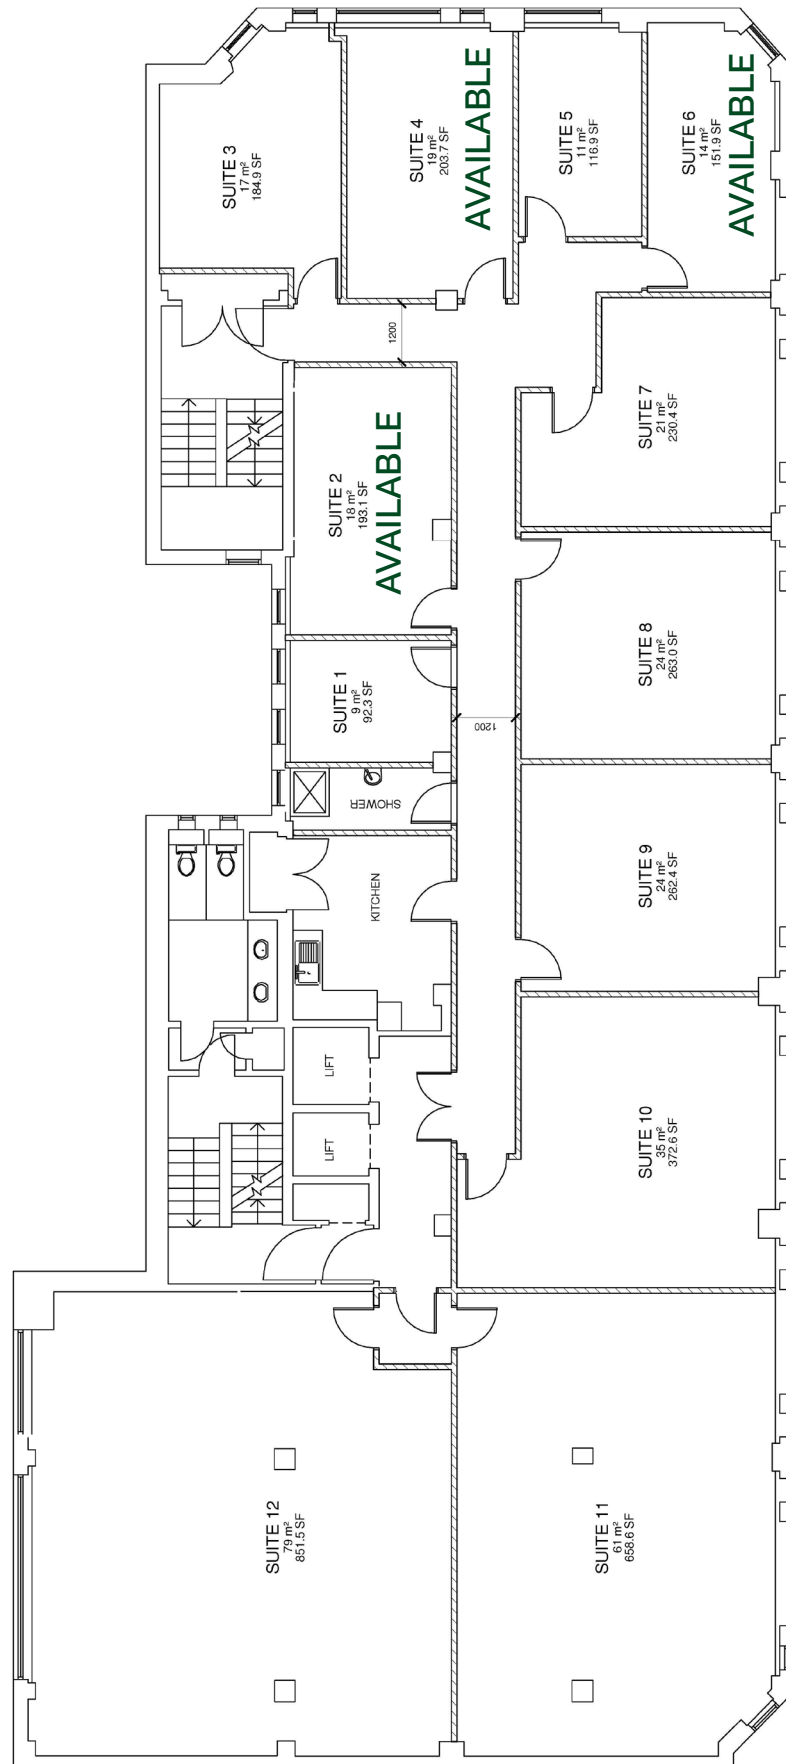 SUITE 3
17 m²
184.9 SF
SUITE 4
19 m²
203.7 SF
AVAILABLE
SUITE 5
11 m²
116.9 SF
SUITE 6
14 m²
151.9 SF
AVAILABLE
1200
SUITE 2
18 m²
193.1 SF
AVAILABLE
SUITE 7
21 m²
230.4 SF
SUITE 1
9 m²
92.3 SF
1200
SUITE 8
24 m²
263.0 SF
SHOWER
KITCHEN
SUITE 9
24 m²
262.4 SF
LIFT
LIFT
SUITE 10
35 m²
372.6 SF
SUITE 12
79 m²
851.5 SF
SUITE 11
61 m²
658.6 SF